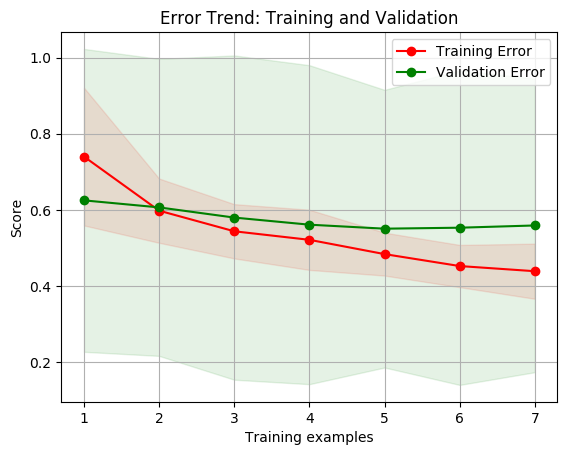 Error Trend: Training and Validation
Training Error
Validation Error
1.0
0.8
0.6
0.4
0.2
Score
1 2 3 4 5 6 7
Training examples